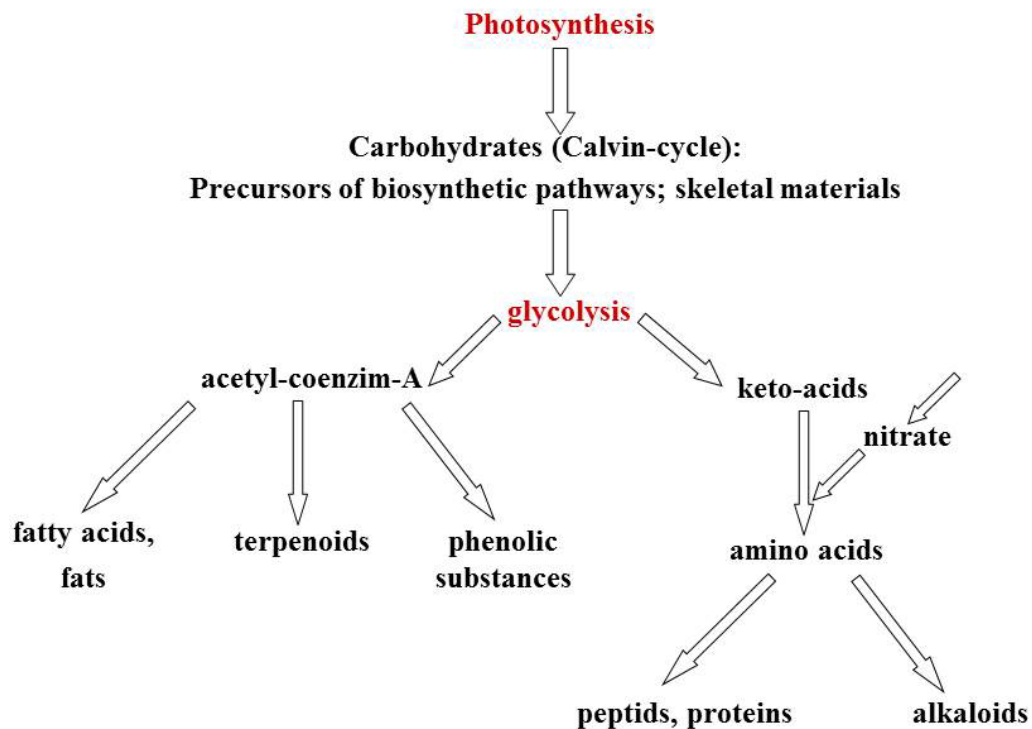 Photosynthesis
Carbohydrates (Calvin-cycle):
Precursors of biosynthetic pathways; skeletal materials
glycolysis
acetyl-coenzim-A
keto-acids
nitrate
fatty acids,
fats
terpenoids
phenolic
substances
amino acids
peptids, proteins
alkaloids